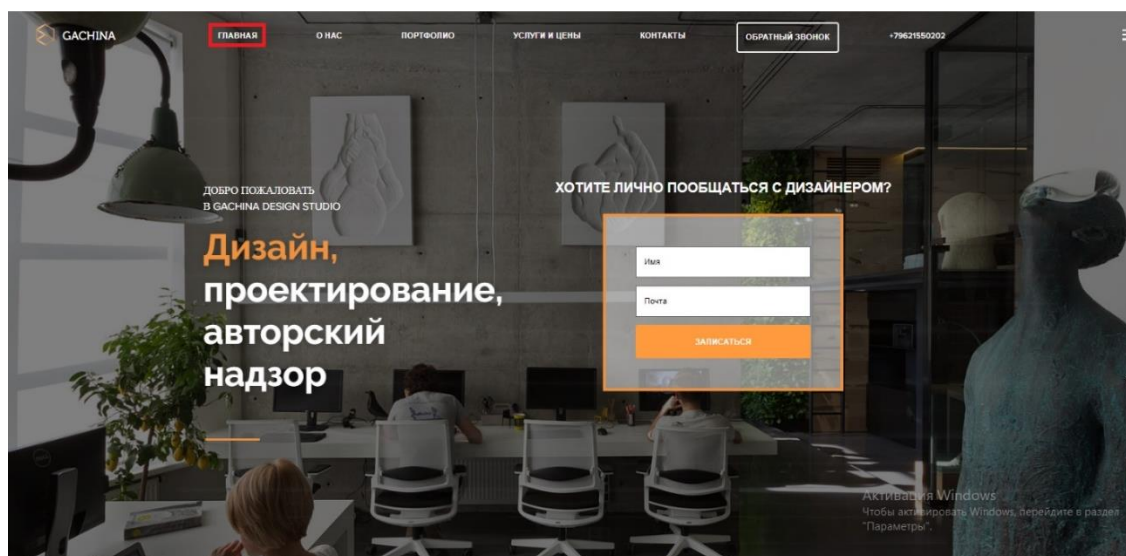 GACHINA
ГЛАВНАЯ
О НАС
ПОРТФОЛИО
УСЛУГИ И ЦЕНЫ
КОНТАКТЫ
ОБРАТНЫЙ ЗВОНОК
+79621550202
ДОБРО ПОЖАЛОВАТЬ
В GACHINA DESIGN STUDIO
Дизайн,
проектирование,
авторский
надзор
ХОТИТЕ ЛИЧНО ПООБЩАТЬСЯ С ДИЗАЙНЕРОМ?
Имя
Почта
ЗАПИСАТЬСЯ
Активация Windows
Чтобы активировать Windows, перейдите в раздел
"Параметры".